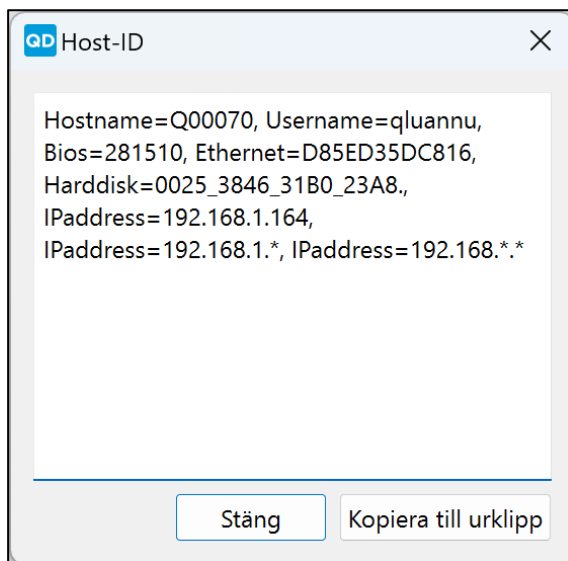 QD Host-ID
Hostname=Q00070, Username=qluannu,
Bios=281510, Ethernet=D85ED35DC816,
Harddisk=0025_3846_31B0_23A8.,
IPaddress=192.168.1.164,
IPaddress=192.168.1.*, IPaddress=192.168.*.*
Stäng
Kopiera till urklipp